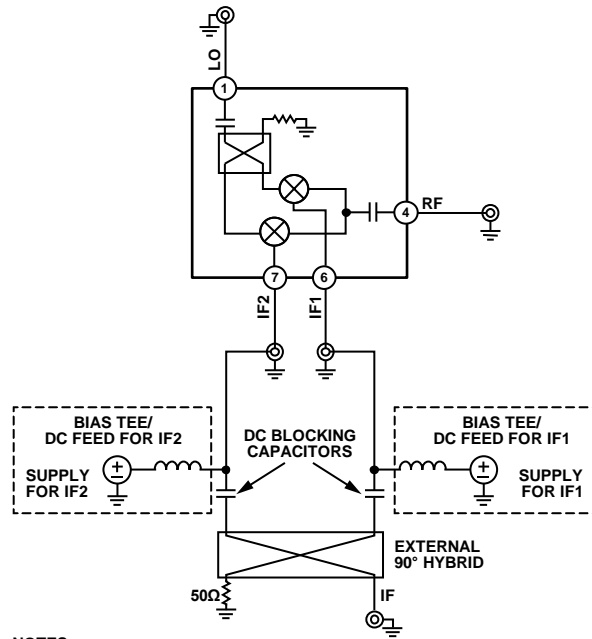 LO
1
RF
4
7
6
IF2
IF1
BIAS TEE/
DC FEED FOR IF2
SUPPLY
FOR IF2
DC BLOCKING
CAPACITORS
BIAS TEE/
DC FEED FOR IF1
SUPPLY
FOR IF1
EXTERNAL
90° HYBRID
50Ω
IF